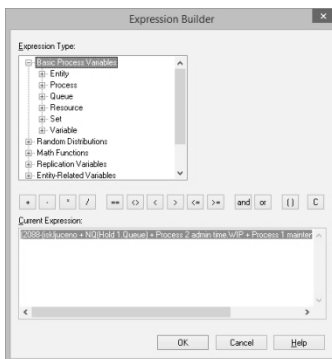 Expression Builder
Expression Type:
Basic Process Variables
Entity
Process
Queue
Resource
Set
Variable
Random Distributions
Math Functions
Replication Variables
Entity-Related Variables
+ - * / == <> < > <= >= and or ( ) C
Current Expression:
+ NQ(Hold 1.Queue) + Process 2 admin time.WIP + Process 1
OK Cancel Help